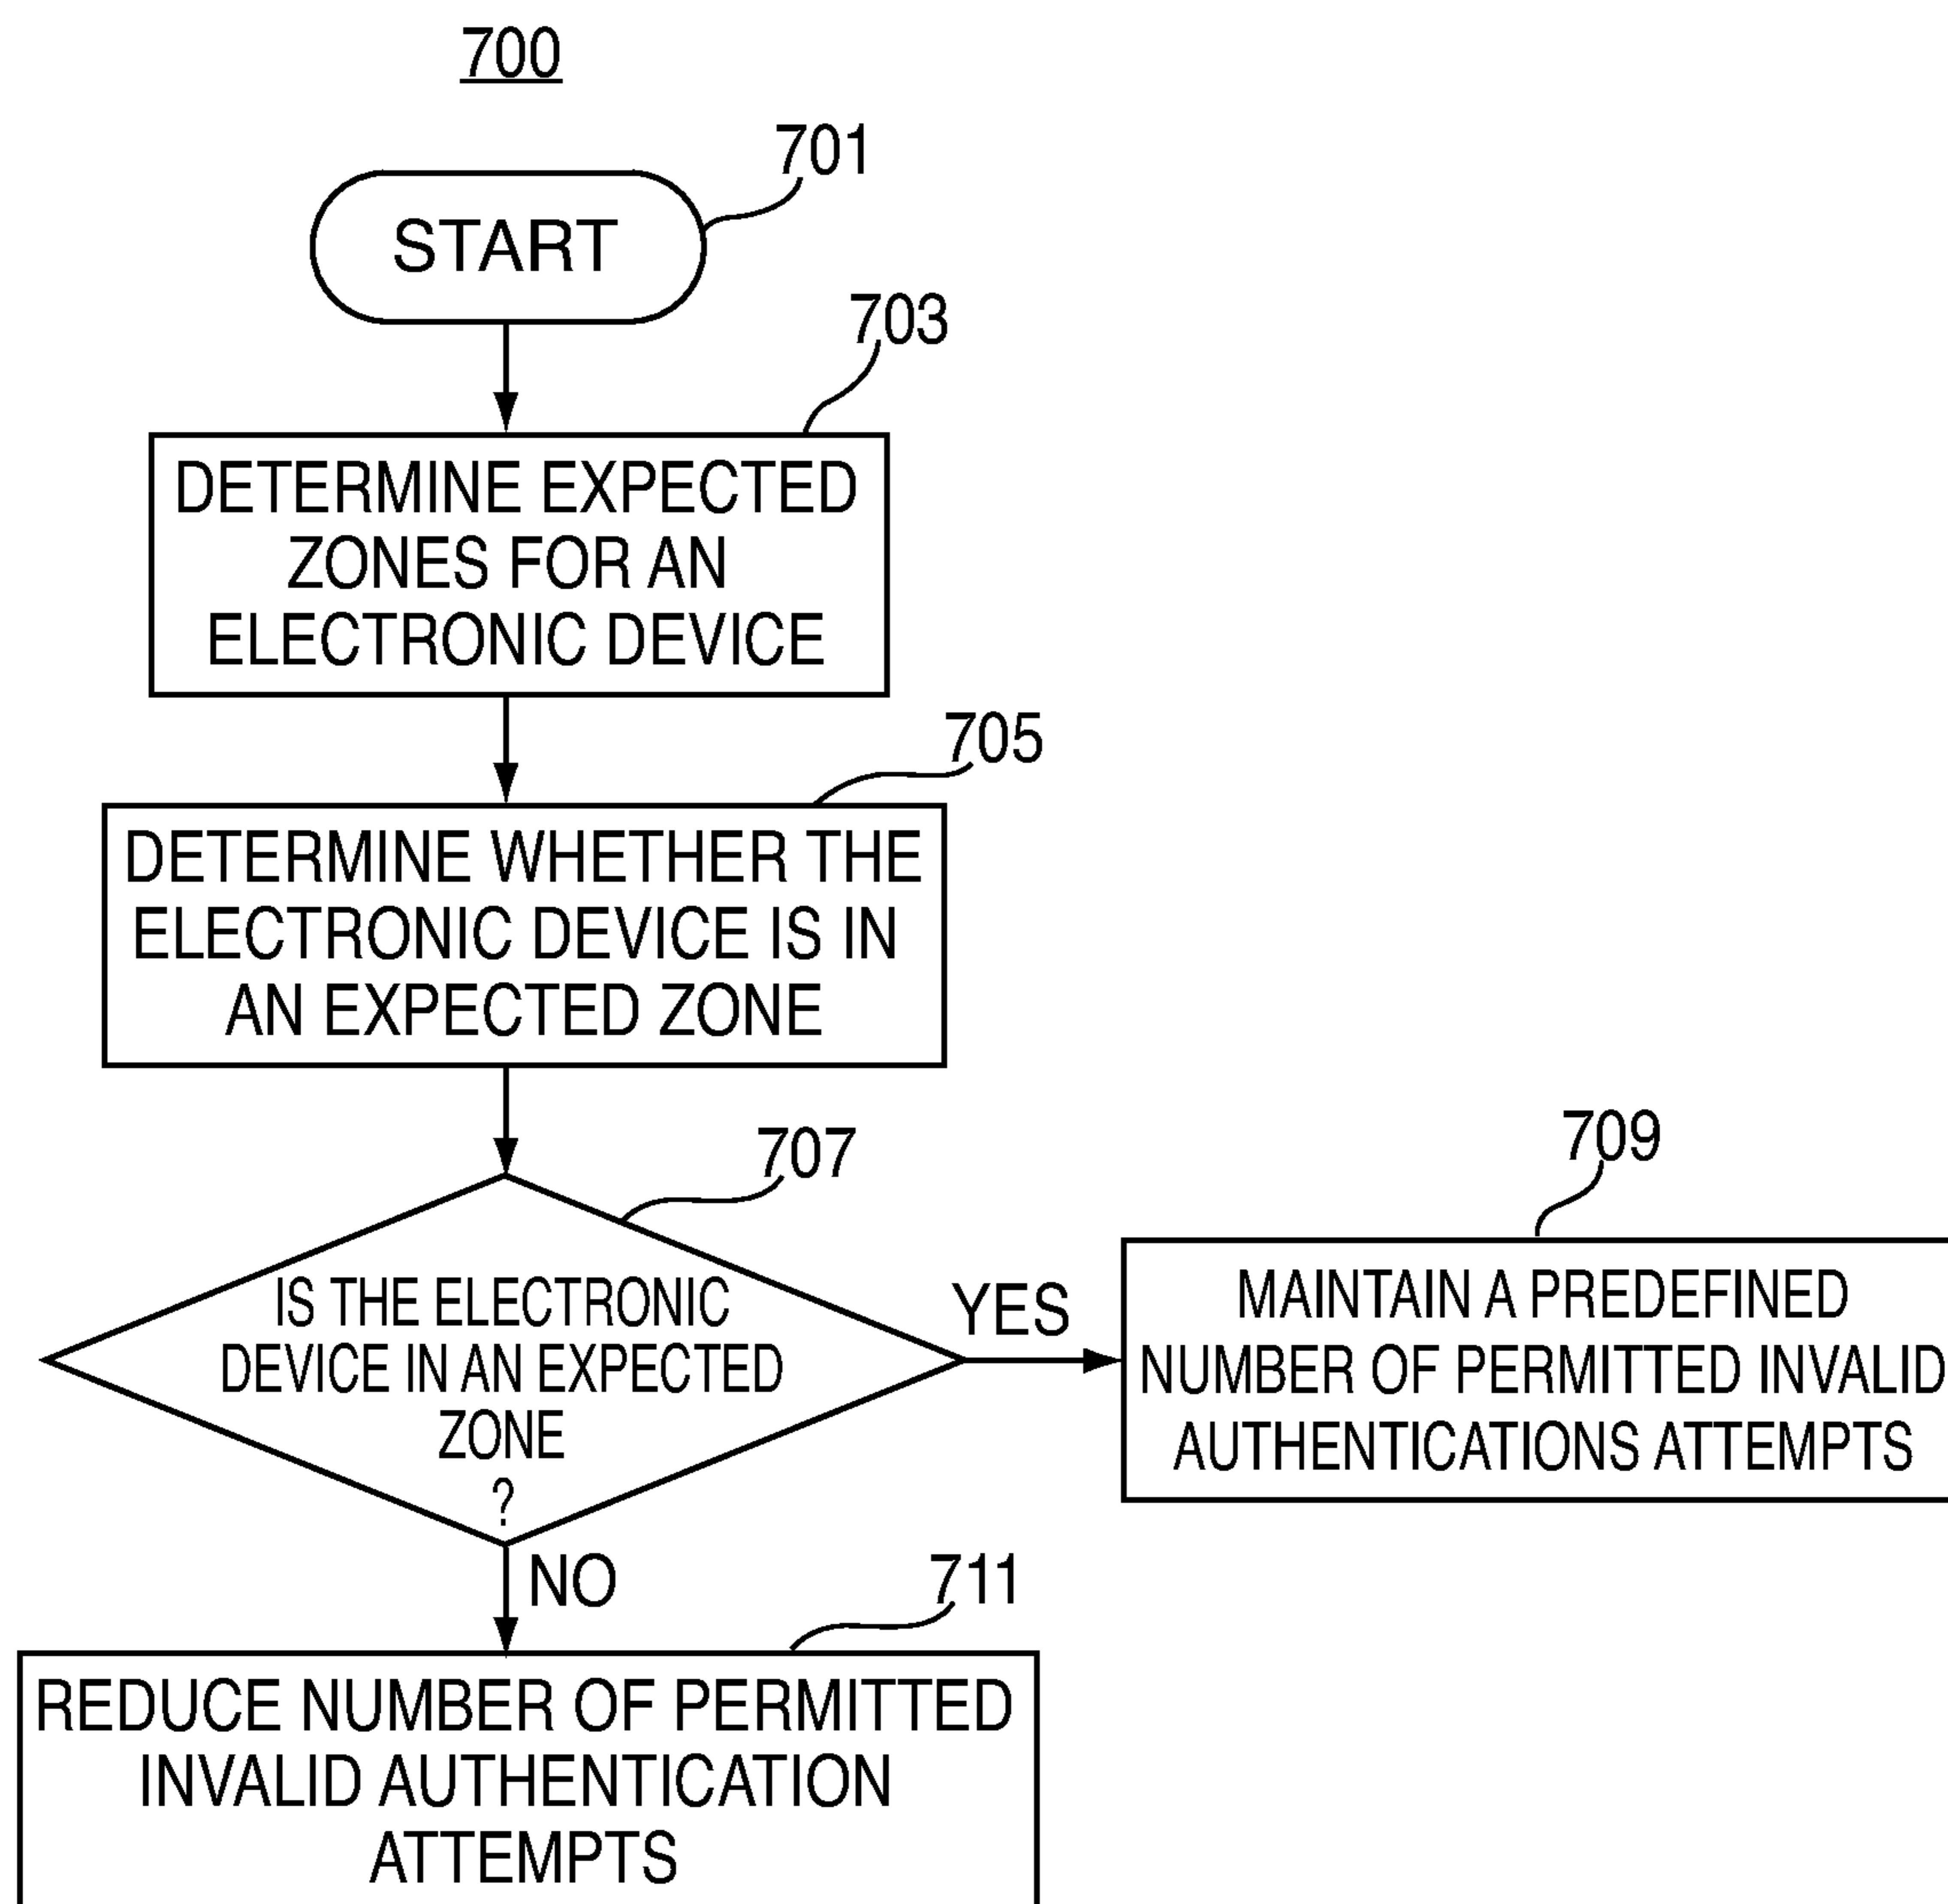 700
701
START
703
DETERMINE EXPECTED
ZONES FOR AN
ELECTRONIC DEVICE
705
DETERMINE WHETHER THE
ELECTRONIC DEVICE IS IN
AN EXPECTED ZONE
707
IS THE ELECTRONIC
DEVICE IN AN EXPECTED
ZONE
?
YES
709
MAINTAIN A PREDEFINED
NUMBER OF PERMITTED INVALID
AUTHENTICATIONS ATTEMPTS
NO
711
REDUCE NUMBER OF PERMITTED
INVALID AUTHENTICATION
ATTEMPTS